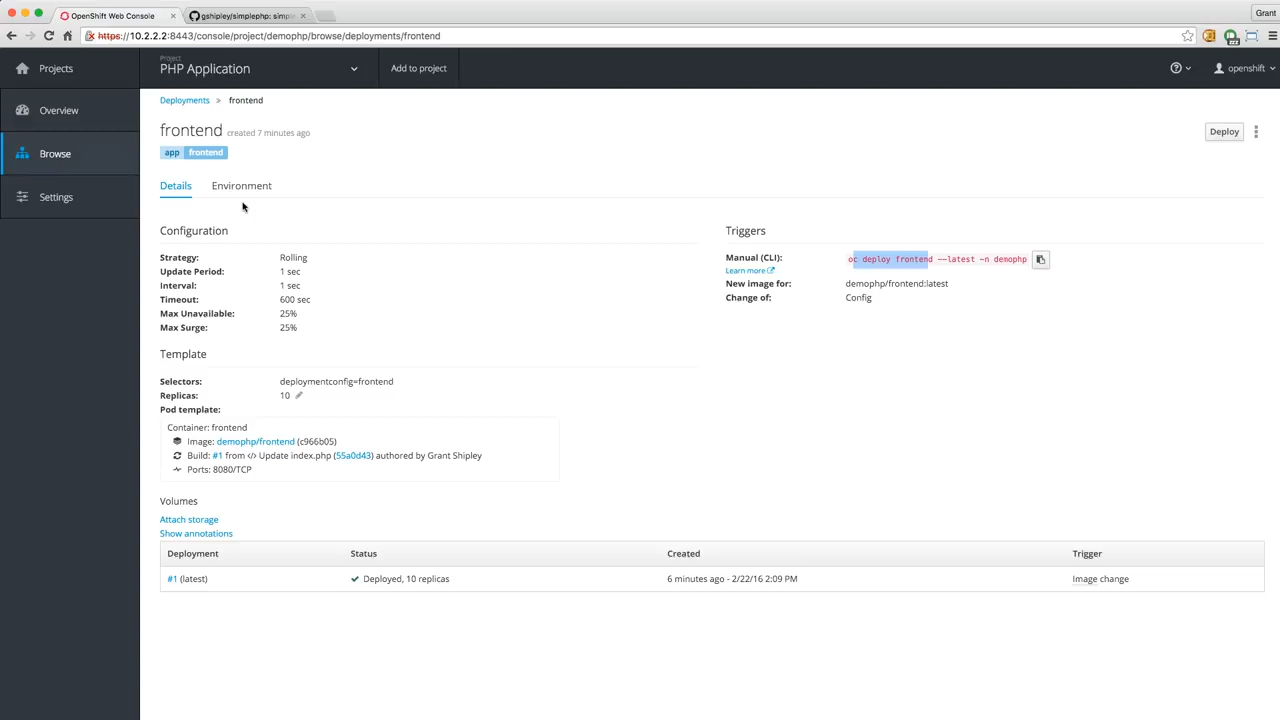 OpenShift Web Console
gshipley/simplephp: simpl
Grant
https://10.2.2.2:8443/console/project/demophp/browse/deployments/frontend
Projects
Project
PHP Application
Add to project
openshift
Overview
Browse
Settings
Deployments » frontend
frontend created 7 minutes ago
Deploy
app frontend
Details Environment
Configuration
Strategy: Rolling
Update Period: 1 sec
Interval: 1 sec
Timeout: 600 sec
Max Unavailable: 25%
Max Surge: 25%
Triggers
Manual (CLI): oc deploy frontend --latest -n demophp
Learn more
New image for: demophp/frontend:latest
Change of: Config
Template
Selectors: deploymentconfig=frontend
Replicas: 10
Pod template:
Container: frontend
Image: demophp/frontend (c966b05)
Build: #1 from </> Update index.php (55a0d43) authored by Grant Shipley
Ports: 8080/TCP
Volumes
Attach storage
Show annotations
Deployment Status Created Trigger
#1 (latest) Deployed, 10 replicas 6 minutes ago - 2/22/16 2:09 PM Image change